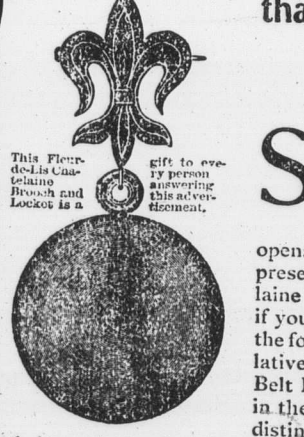 tha
This Fleur-
de-Lis Cha-
telaine
Brooch and
Locket is a
gift to eve-
ry person
answering
this adver-
tisement.
S
open.
prese
laine
if you
the fo
lative
Belt
in the
distin